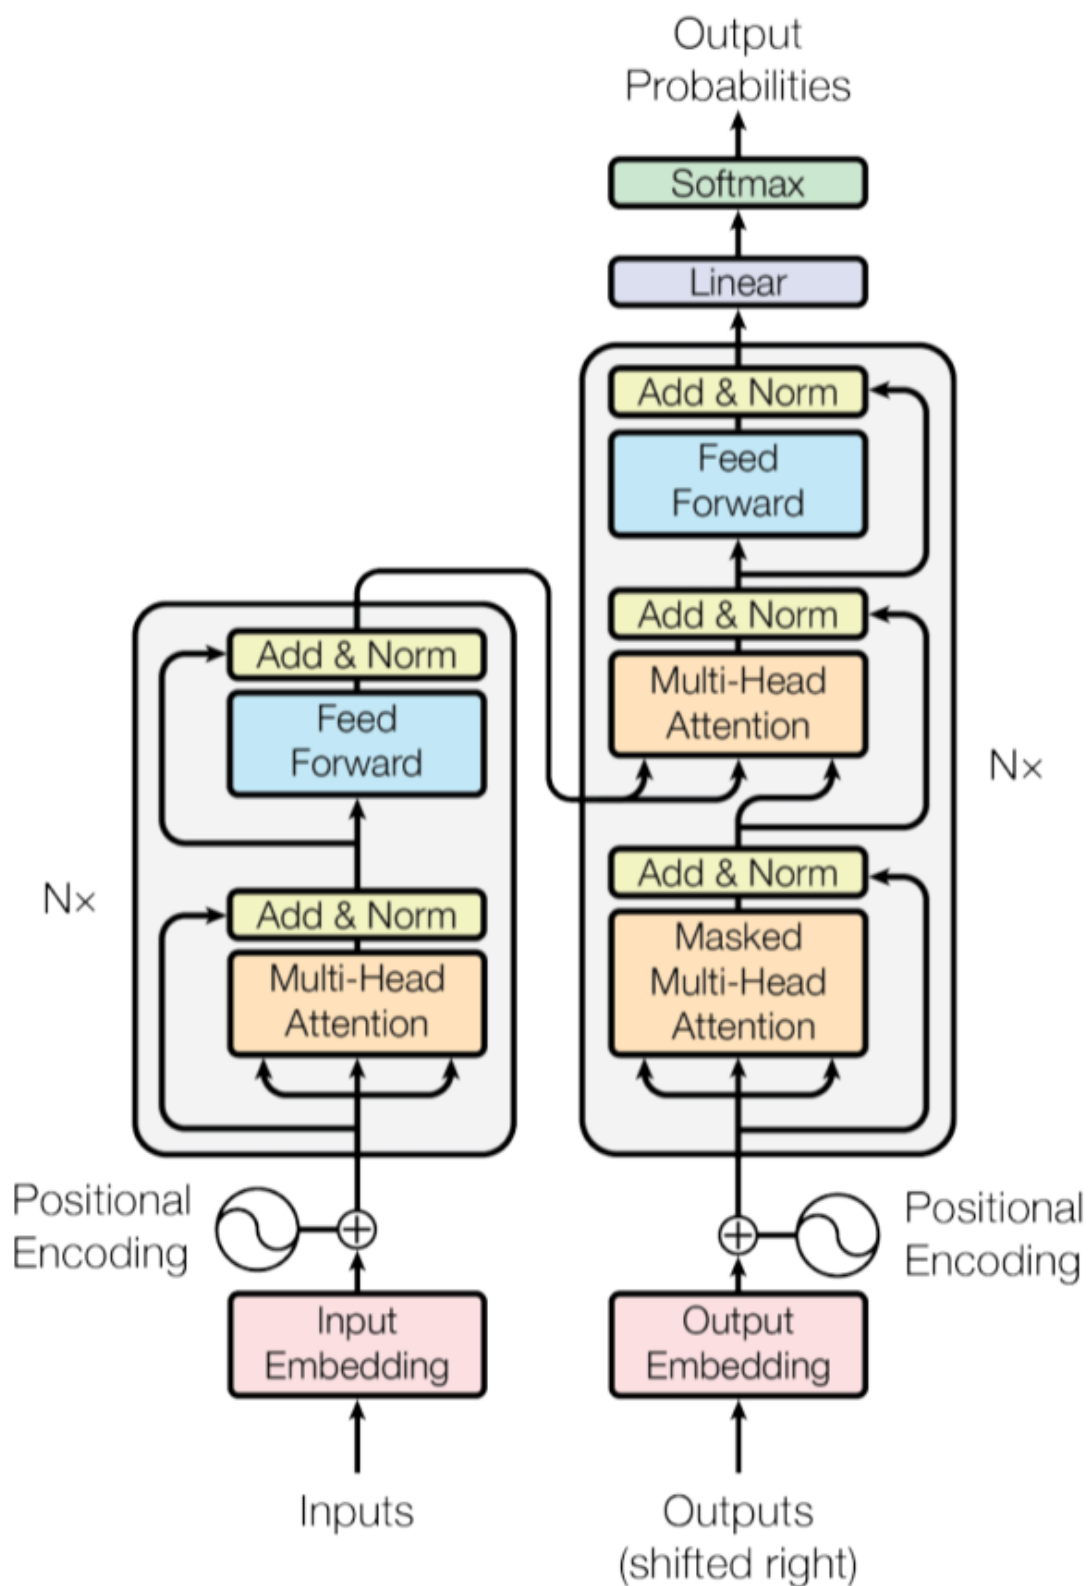 Output
Probabilities
Softmax
Linear
Add & Norm
Feed
Forward
Add & Norm
Multi-Head
Attention
Add & Norm
Masked
Multi-Head
Attention
Nx
Add & Norm
Feed
Forward
Add & Norm
Multi-Head
Attention
Nx
Positional
Encoding
Input
Embedding
Inputs
Positional
Encoding
Output
Embedding
Outputs
(shifted right)